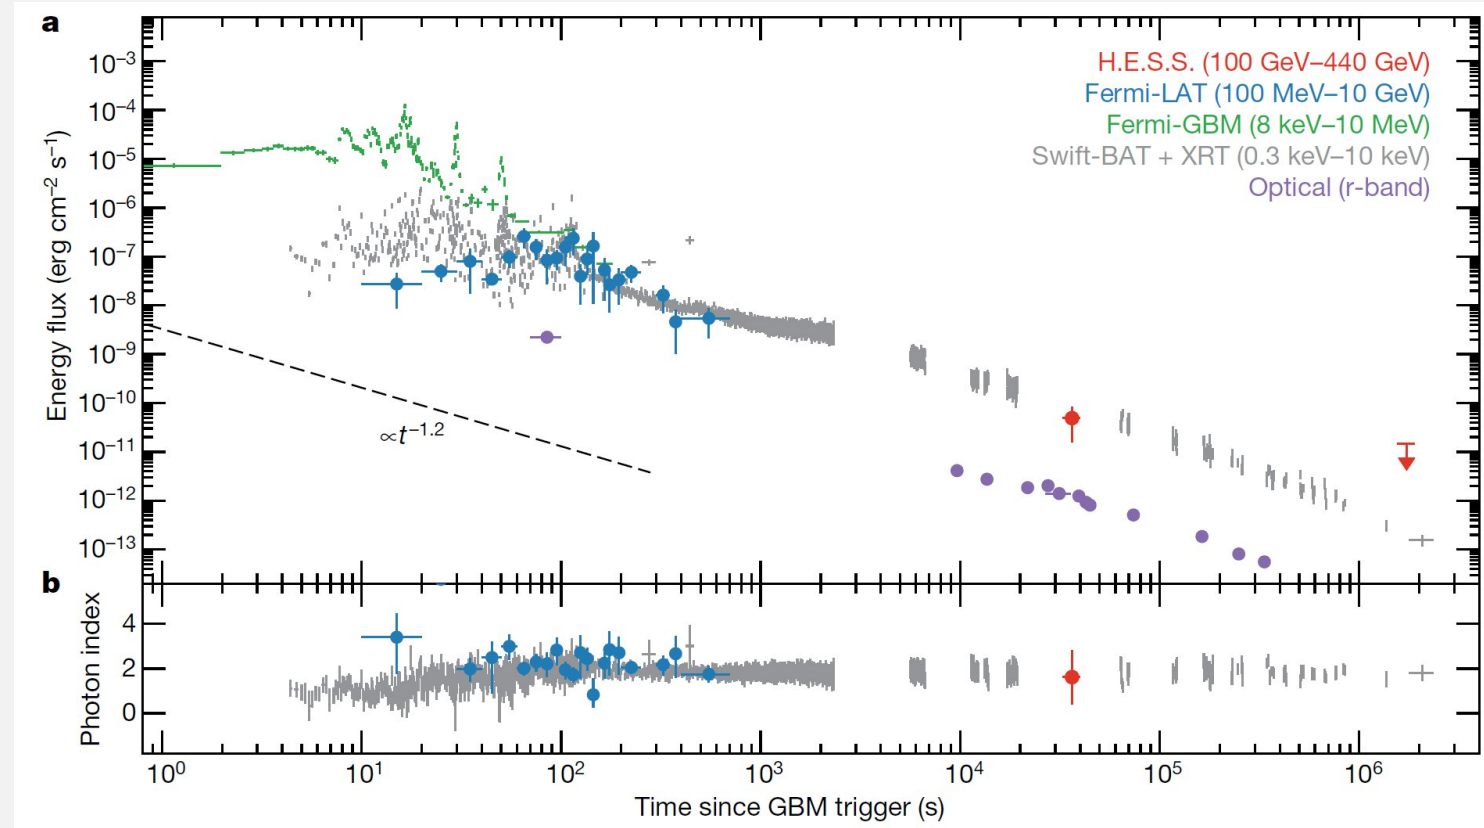 a
H.E.S.S. (100 GeV–440 GeV)
Fermi-LAT (100 MeV–10 GeV)
Fermi-GBM (8 keV–10 MeV)
Swift-BAT + XRT (0.3 keV–10 keV)
Optical (r-band)
Energy flux (erg cm⁻² s⁻¹)
10⁻³
10⁻⁴
10⁻⁵
10⁻⁶
10⁻⁷
10⁻⁸
10⁻⁹
10⁻¹⁰
10⁻¹¹
10⁻¹²
10⁻¹³
∝t⁻¹·²
b
Photon index
4
2
0
10⁰ 10¹ 10² 10³ 10⁴ 10⁵ 10⁶
Time since GBM trigger (s)